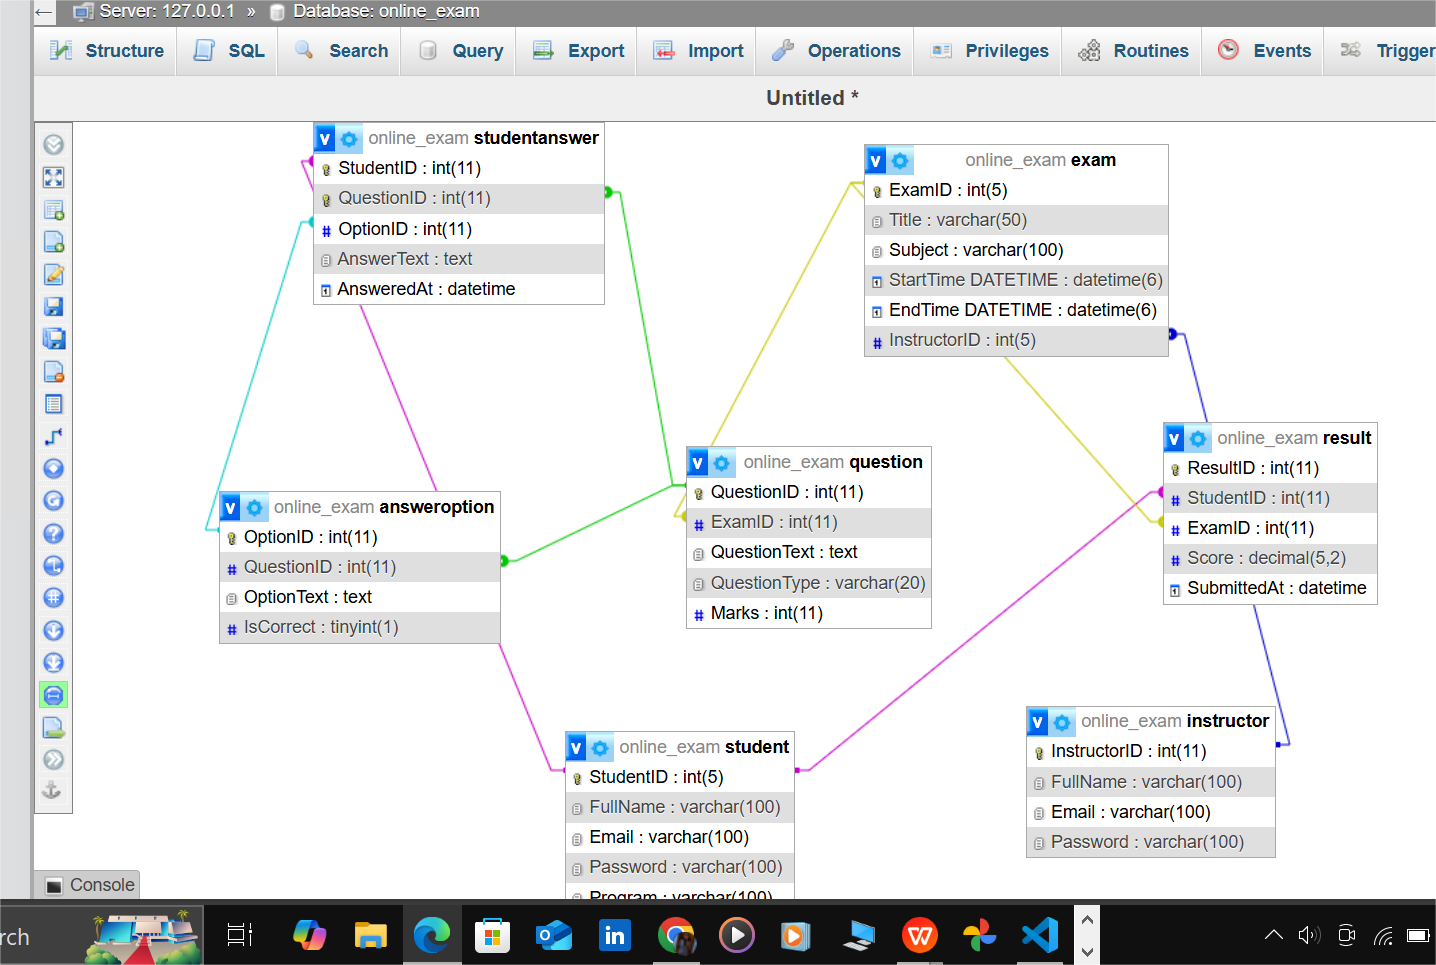 Server: 127.0.0.1 » Database: online_exam
Structure SQL Search Query Export Import Operations Privileges Routines Events Trigger
Untitled *
online_exam studentanswer
StudentID : int(11)
QuestionID : int(11)
OptionID : int(11)
AnswerText : text
AnsweredAt : datetime
online_exam exam
ExamID : int(5)
Title : varchar(50)
Subject : varchar(100)
StartTime DATETIME : datetime(6)
EndTime DATETIME : datetime(6)
InstructorID : int(5)
online_exam result
ResultID : int(11)
StudentID : int(11)
ExamID : int(11)
Score : decimal(5,2)
SubmittedAt : datetime
online_exam question
QuestionID : int(11)
ExamID : int(11)
QuestionText : text
QuestionType : varchar(20)
Marks : int(11)
online_exam answeroption
OptionID : int(11)
QuestionID : int(11)
OptionText : text
IsCorrect : tinyint(1)
online_exam student
StudentID : int(5)
FullName : varchar(100)
Email : varchar(100)
Password : varchar(100)
Program : varchar(100)
online_exam instructor
InstructorID : int(11)
FullName : varchar(100)
Email : varchar(100)
Password : varchar(100)
Console
rch